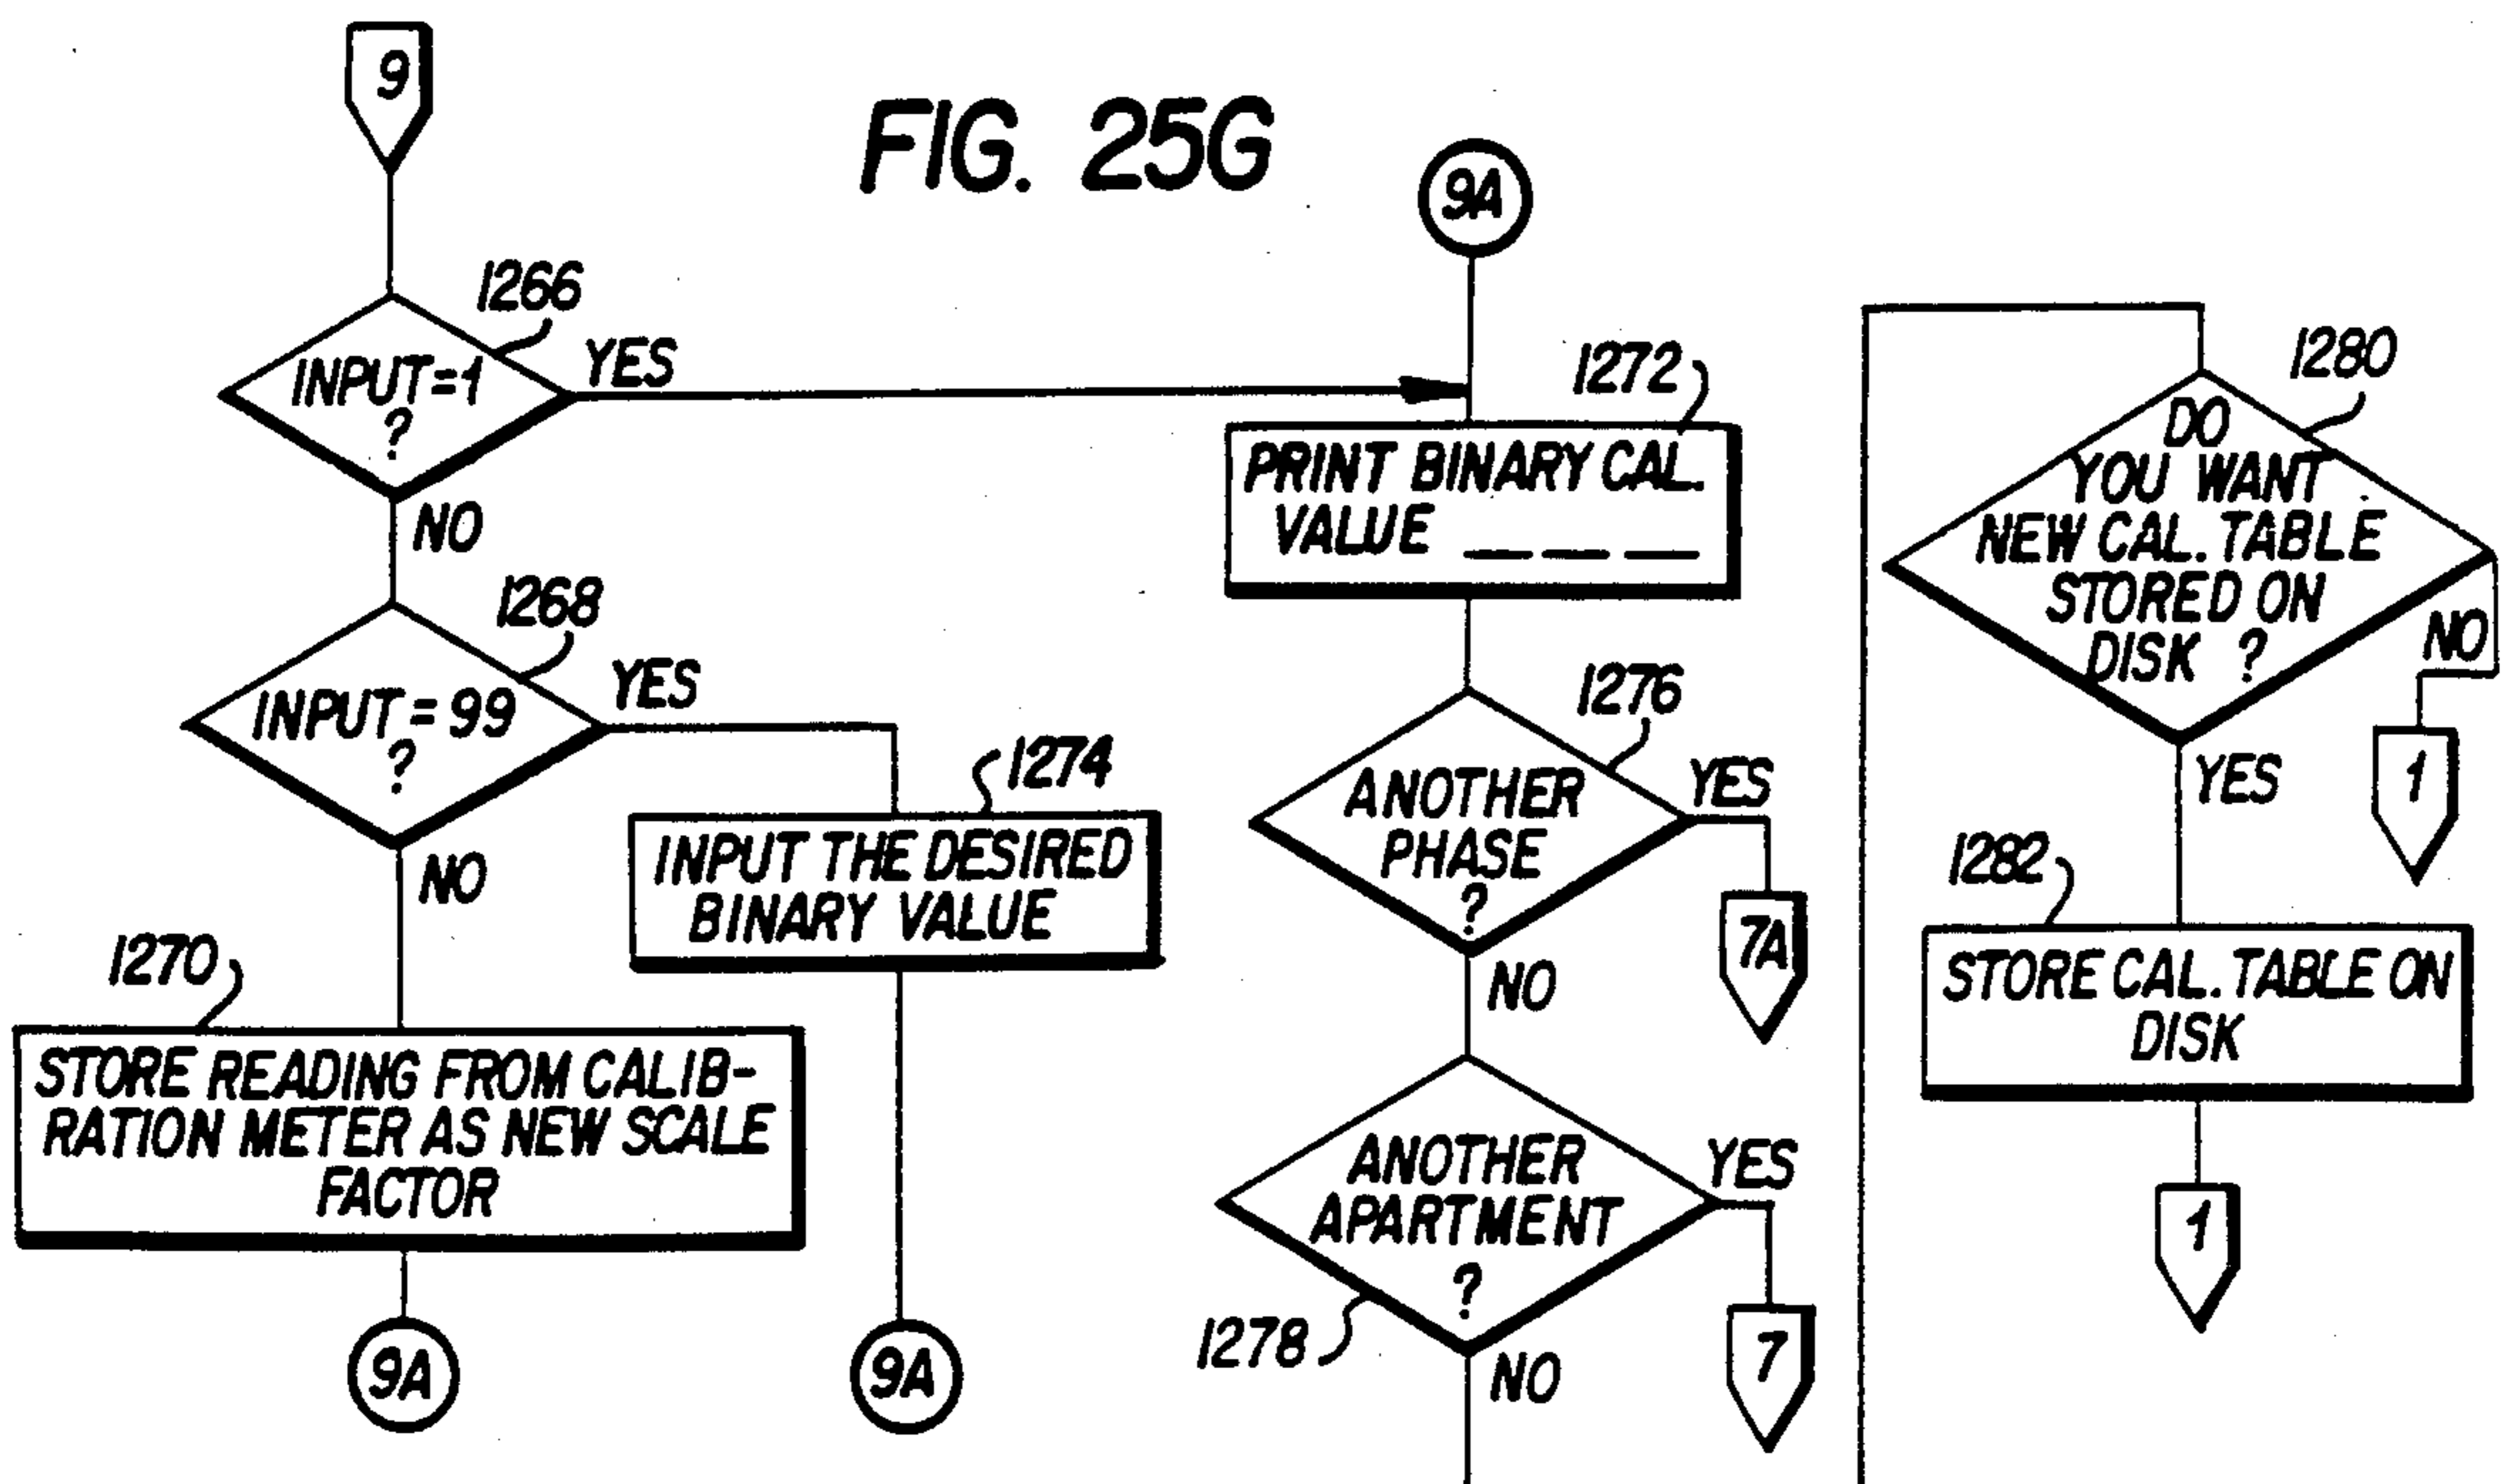 FIG. 25G
9
1266
INPUT=1
?
YES
NO
1268
INPUT=99
?
YES
NO
1274
INPUT THE DESIRED
BINARY VALUE
1270
STORE READING FROM CALIB-
RATION METER AS NEW SCALE
FACTOR
9A
9A
9A
1272
PRINT BINARY CAL.
VALUE ___ ___ ___
1276
ANOTHER
PHASE
?
YES
7A
NO
ANOTHER
APARTMENT
?
1278
YES
7
NO
1280
DO
YOU WANT
NEW CAL. TABLE
STORED ON
DISK ?
NO
1
YES
1282
STORE CAL. TABLE ON
DISK
1